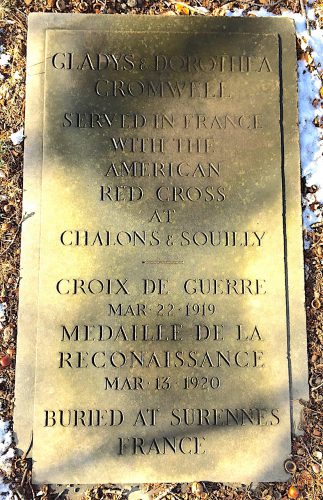 GLADYS & DOROTHEA
CROMWELL
SERVED IN FRANCE
WITH THE
AMERICAN
RED CROSS
AT
CHALONS & SOUILLY
CROIX DE GUERRE
MAR · 22 · 1919
MEDAILLE DE LA
RECONAISSANCE
MAR · 13 · 1920
BURIED AT SURENNES
FRANCE